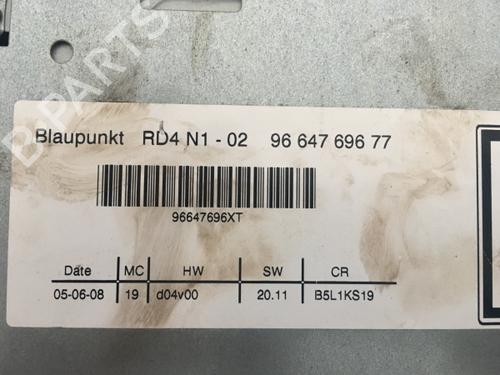 B-PARTS
Blaupunkt RD4 N1 - 02 96 647 696 77
96647696XT
Date MC HW SW CR
05-06-08 19 d04v00 20.11 B5L1KS19